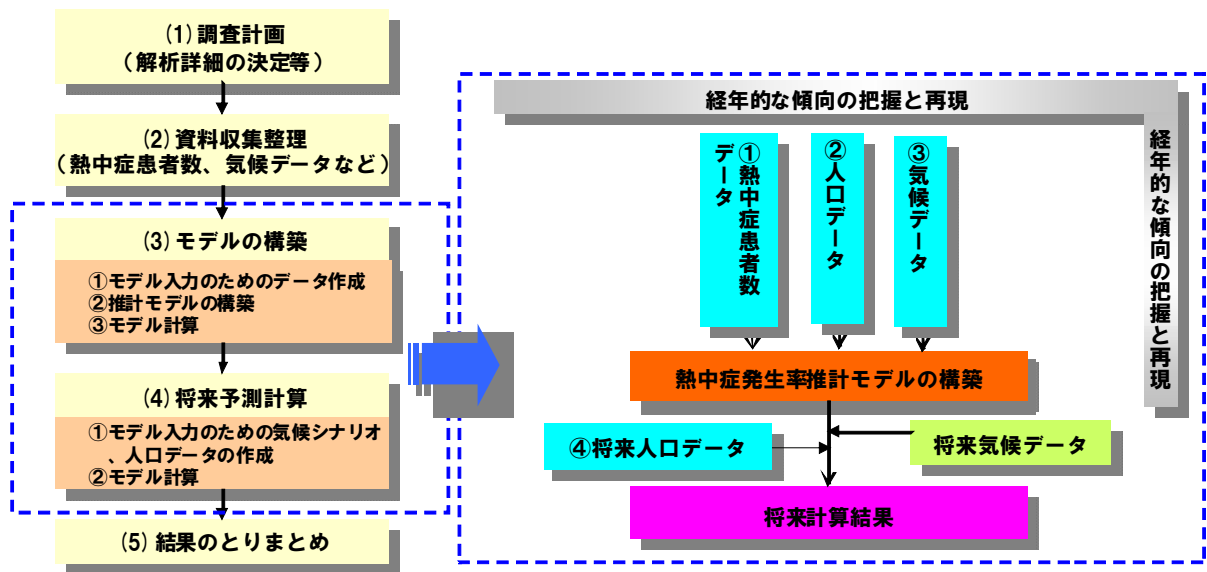 (1) 調査計画
（解析詳細の決定等）
(2) 資料収集整理
（熱中症患者数、気候データなど）
(3) モデルの構築
①モデル入力のためのデータ作成
②推計モデルの構築
③モデル計算
(4) 将来予測計算
①モデル入力のための気候シナリオ
、人口データの作成
②モデル計算
(5) 結果のとりまとめ
経年的な傾向の把握と再現
経年的な傾向の把握と再現
①熱中症患者数
データ
②人口データ
③気候データ
熱中症発生率推計モデルの構築
④将来人口データ
将来気候データ
将来計算結果